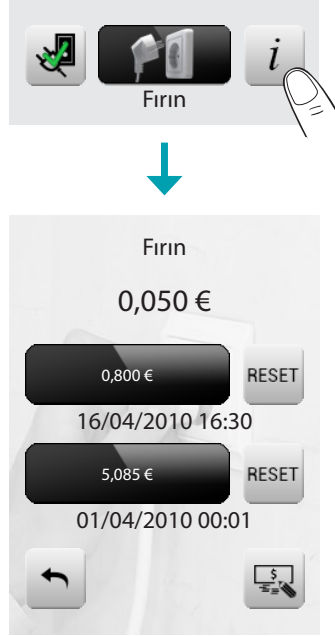 i
Fırın
Fırın
0,050 €
0,800 €
RESET
16/04/2010 16:30
5,085 €
RESET
01/04/2010 00:01
$